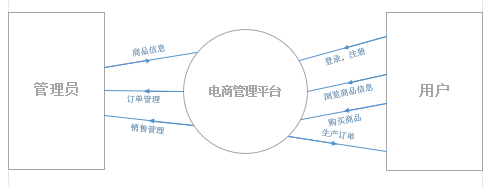 管理员
商品信息
订单管理
销售管理
电商管理平台
登录，注册
浏览商品信息
购买商品
生产订单
用户